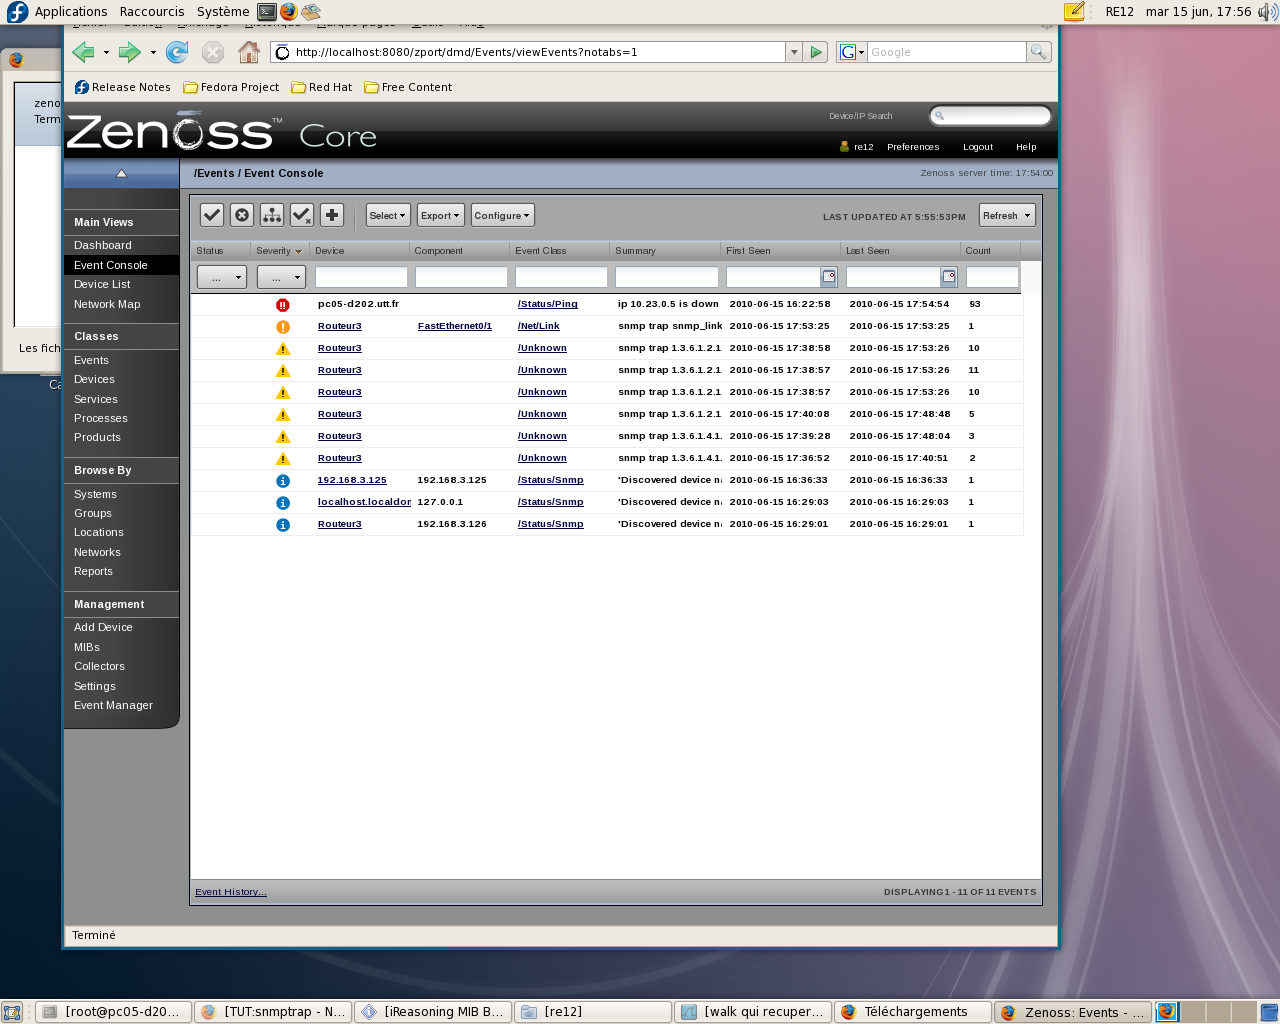 Applications Raccourcis Système RE12 mar 15 jun, 17:56
http://localhost:8080/zport/dmd/Events/viewEvents?notabs=1 Google
Release Notes Fedora Project Red Hat Free Content
zeno
Term
Les fich
Ca
Zenoss™ Core
Device/IP Search
re12 Preferences Logout Help
/Events / Event Console Zenoss server time: 17:54:00
Main Views
Dashboard
Event Console
Device List
Network Map
Classes
Events
Devices
Services
Processes
Products
Browse By
Systems
Groups
Locations
Networks
Reports
Management
Add Device
MIBs
Collectors
Settings
Event Manager
Select Export Configure LAST UPDATED AT 5:55:53PM Refresh
Status Severity Device Component Event Class Summary First Seen Last Seen Count
... ...
pc05-d202.utt.fr /Status/Ping ip 10.23.0.5 is down 2010-06-15 16:22:58 2010-06-15 17:54:54 93
Routeur3 FastEthernet0/1 /Net/Link snmp trap snmp_link 2010-06-15 17:53:25 2010-06-15 17:53:25 1
Routeur3 /Unknown snmp trap 1.3.6.1.2.1 2010-06-15 17:38:58 2010-06-15 17:53:26 10
Routeur3 /Unknown snmp trap 1.3.6.1.2.1 2010-06-15 17:38:57 2010-06-15 17:53:26 11
Routeur3 /Unknown snmp trap 1.3.6.1.2.1 2010-06-15 17:38:57 2010-06-15 17:53:26 10
Routeur3 /Unknown snmp trap 1.3.6.1.2.1 2010-06-15 17:40:08 2010-06-15 17:48:48 5
Routeur3 /Unknown snmp trap 1.3.6.1.4.1. 2010-06-15 17:39:28 2010-06-15 17:48:04 3
Routeur3 /Unknown snmp trap 1.3.6.1.4.1. 2010-06-15 17:36:52 2010-06-15 17:40:51 2
192.168.3.125 192.168.3.125 /Status/Snmp 'Discovered device n 2010-06-15 16:36:33 2010-06-15 16:36:33 1
localhost.localdon 127.0.0.1 /Status/Snmp 'Discovered device n 2010-06-15 16:29:03 2010-06-15 16:29:03 1
Routeur3 192.168.3.126 /Status/Snmp 'Discovered device n 2010-06-15 16:29:01 2010-06-15 16:29:01 1
Event History... DISPLAYING 1 - 11 OF 11 EVENTS
Terminé
[root@pc05-d20... [TUT:snmptrap - N... [iReasoning MIB B... [re12] [walk qui recuper... Téléchargements Zenoss: Events - ...